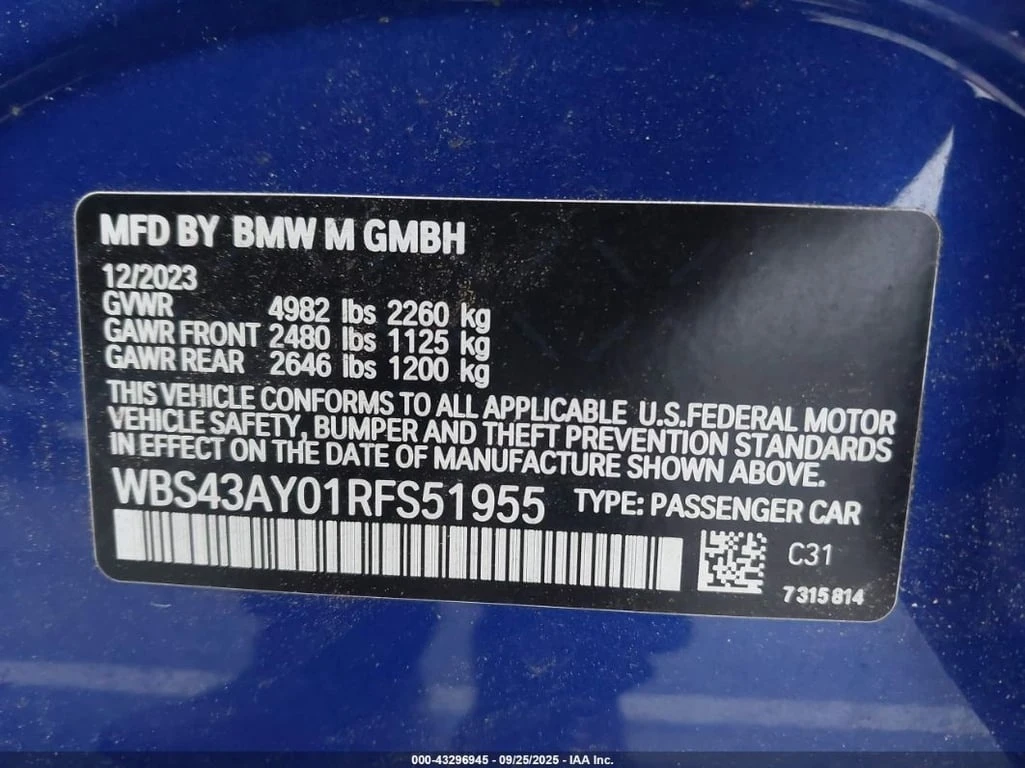 MFD BY BMW M GMBH
12/2023
GVWR 4982 lbs 2260 kg
GAWR FRONT 2480 lbs 1125 kg
GAWR REAR 2646 lbs 1200 kg
THIS VEHICLE CONFORMS TO ALL APPLICABLE U.S.FEDERAL MOTOR
VEHICLE SAFETY, BUMPER AND THEFT PREVENTION STANDARDS
IN EFFECT ON THE DATE OF MANUFACTURE SHOWN ABOVE.
WBS43AY01RFS51955 TYPE: PASSENGER CAR
C31
7315814
000-43296945 - 09/25/2025 - IAA Inc.